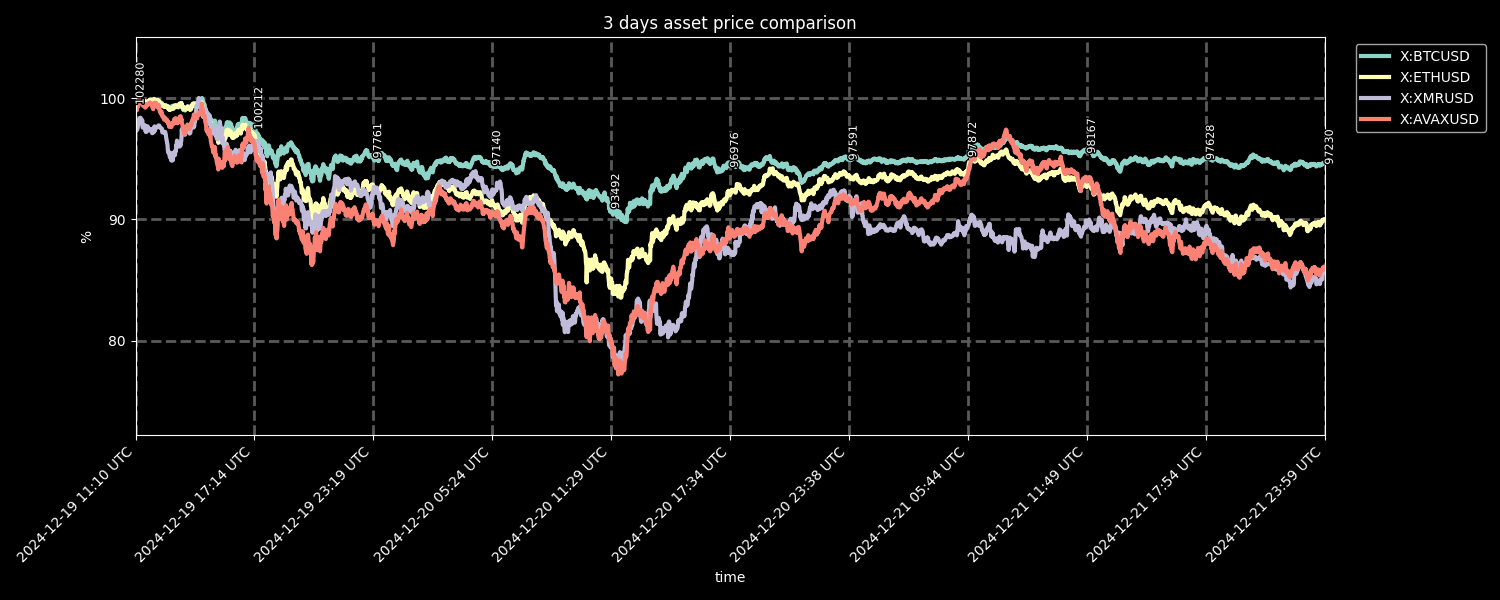 3 days asset price comparison
X:BTCUSD
X:ETHUSD
X:XMRUSD
X:AVAXUSD
100
90
80
%
102280
100212
97761
97140
93492
96976
97591
97872
98167
97628
97230
2024-12-19 11:10 UTC
2024-12-19 17:14 UTC
2024-12-19 23:19 UTC
2024-12-20 05:24 UTC
2024-12-20 11:29 UTC
2024-12-20 17:34 UTC
2024-12-20 23:38 UTC
2024-12-21 05:44 UTC
2024-12-21 11:49 UTC
2024-12-21 17:54 UTC
2024-12-21 23:59 UTC
time